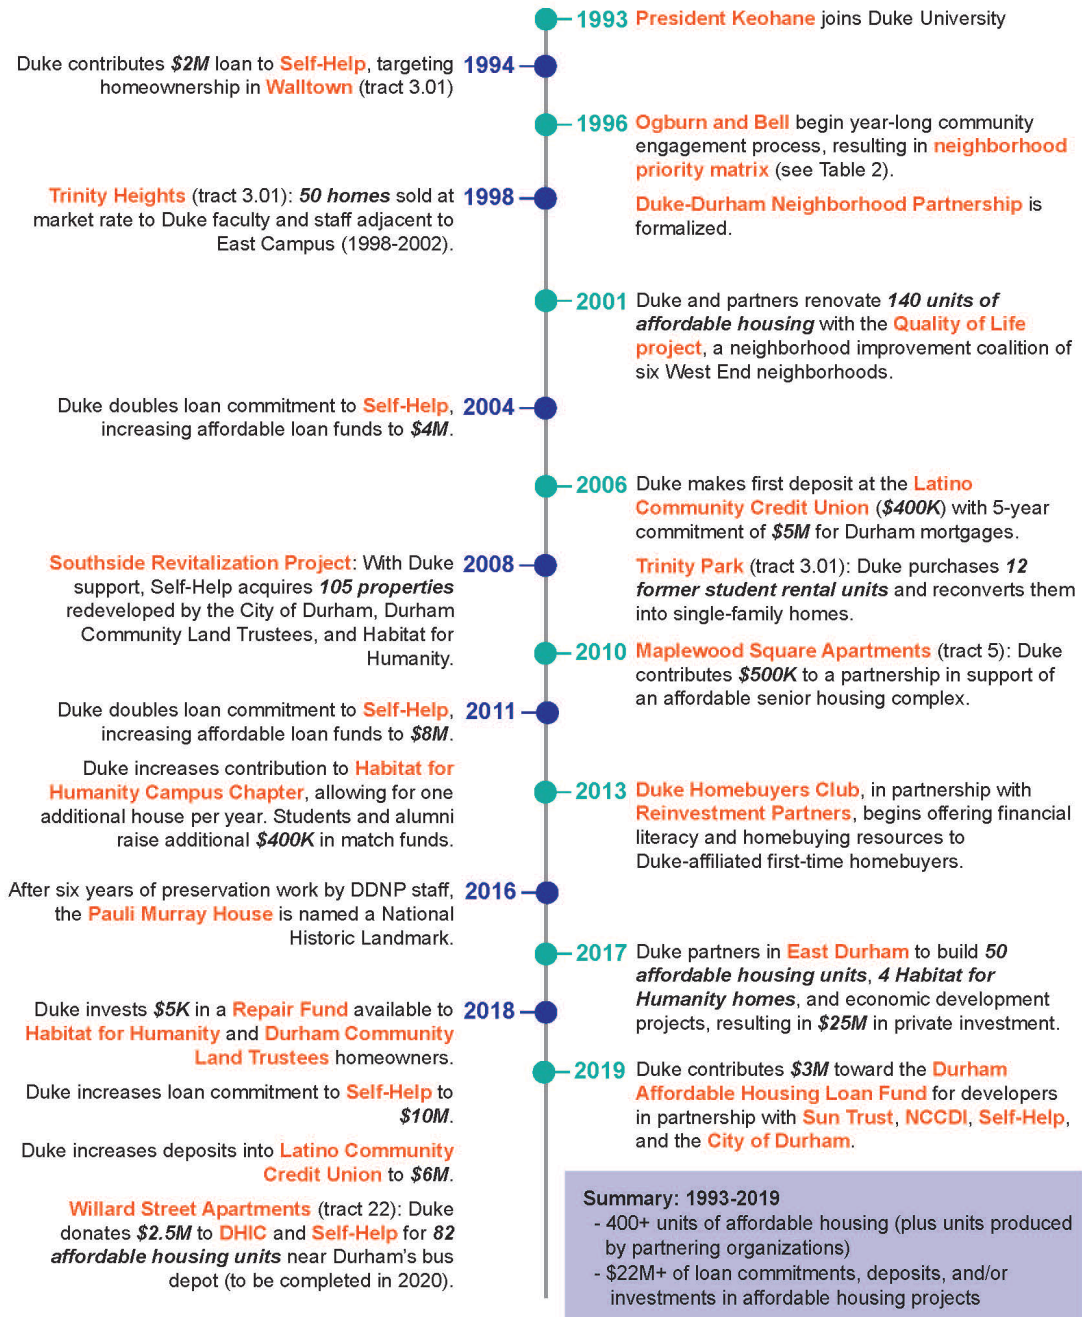 1993 President Keohane joins Duke University
Duke contributes $2M loan to Self-Help, targeting 1994
homeownership in Walltown (tract 3.01)
1996 Ogburn and Bell begin year-long community
engagement process, resulting in neighborhood
priority matrix (see Table 2).
Duke-Durham Neighborhood Partnership is
formalized.
Trinity Heights (tract 3.01): 50 homes sold at 1998
market rate to Duke faculty and staff adjacent to
East Campus (1998-2002).
2001 Duke and partners renovate 140 units of
affordable housing with the Quality of Life
project, a neighborhood improvement coalition of
six West End neighborhoods.
Duke doubles loan commitment to Self-Help, 2004
increasing affordable loan funds to $4M.
2006 Duke makes first deposit at the Latino
Community Credit Union ($400K) with 5-year
commitment of $5M for Durham mortgages.
Trinity Park (tract 3.01): Duke purchases 12
former student rental units and reconverts them
into single-family homes.
Southside Revitalization Project: With Duke 2008
support, Self-Help acquires 105 properties
redeveloped by the City of Durham, Durham
Community Land Trustees, and Habitat for
Humanity.
2010 Maplewood Square Apartments (tract 5): Duke
contributes $500K to a partnership in support of
an affordable senior housing complex.
Duke doubles loan commitment to Self-Help, 2011
increasing affordable loan funds to $8M.
Duke increases contribution to Habitat for
Humanity Campus Chapter, allowing for one
additional house per year. Students and alumni
raise additional $400K in match funds.
2013 Duke Homebuyers Club, in partnership with
Reinvestment Partners, begins offering financial
literacy and homebuying resources to
Duke-affiliated first-time homebuyers.
After six years of preservation work by DDNP staff, 2016
the Pauli Murray House is named a National
Historic Landmark.
2017 Duke partners in East Durham to build 50
affordable housing units, 4 Habitat for
Humanity homes, and economic development
projects, resulting in $25M in private investment.
Duke invests $5K in a Repair Fund available to 2018
Habitat for Humanity and Durham Community
Land Trustees homeowners.
Duke increases loan commitment to Self-Help to
$10M.
Duke increases deposits into Latino Community
Credit Union to $6M.
Willard Street Apartments (tract 22): Duke
donates $2.5M to DHIC and Self-Help for 82
affordable housing units near Durham's bus
depot (to be completed in 2020).
2019 Duke contributes $3M toward the Durham
Affordable Housing Loan Fund for developers
in partnership with Sun Trust, NCCDI, Self-Help,
and the City of Durham.
Summary: 1993-2019
- 400+ units of affordable housing (plus units produced
by partnering organizations)
- $22M+ of loan commitments, deposits, and/or
investments in affordable housing projects